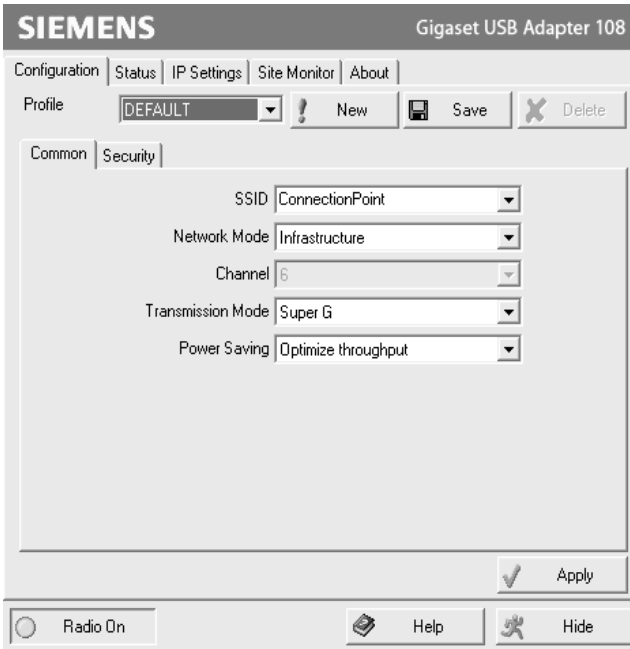 SIEMENS Gigaset USB Adapter 108
Configuration Status IP Settings Site Monitor About
Profile DEFAULT New Save Delete
Common Security
SSID ConnectionPoint
Network Mode Infrastructure
Channel 6
Transmission Mode Super G
Power Saving Optimize throughput
Apply
Radio On Help Hide